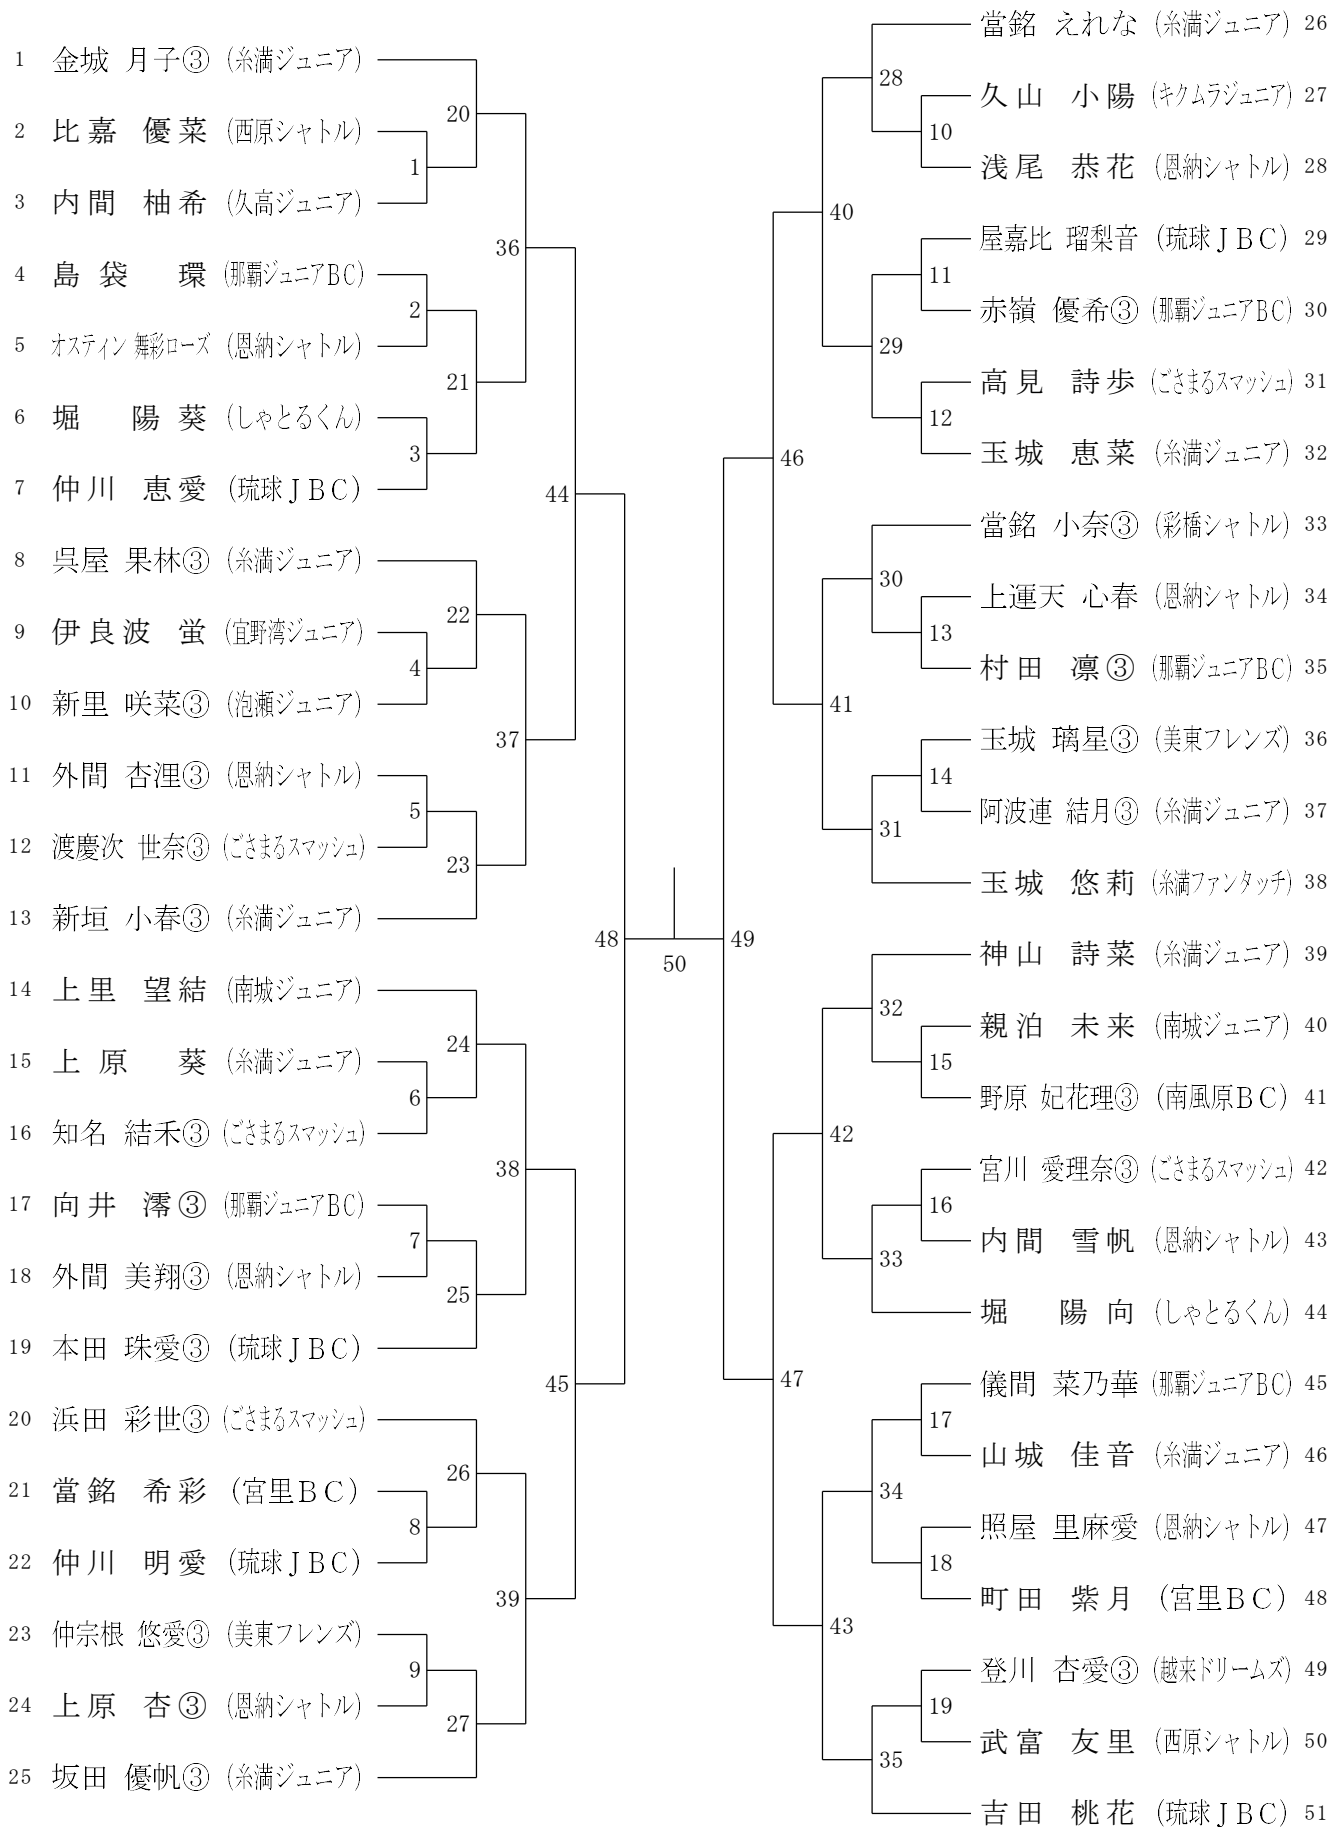 1 金城 月子③ (糸満ジュニア)
2 比嘉 優菜 (西原シャトル)
3 内間 柚希 (久高ジュニア)
4 島袋 環 (那覇ジュニアBC)
5 オスティン 舞彩ローズ (恩納シャトル)
6 堀 陽葵 (しゃとるくん)
7 仲川 恵愛 (琉球JBC)
8 呉屋 果林③ (糸満ジュニア)
9 伊良波 蛍 (宜野湾ジュニア)
10 新里 咲菜③ (泡瀬ジュニア)
11 外間 杏浬③ (恩納シャトル)
12 渡慶次 世奈③ (ごさまるスマッシュ)
13 新垣 小春③ (糸満ジュニア)
14 上里 望結 (南城ジュニア)
15 上原 葵 (糸満ジュニア)
16 知名 結禾③ (ごさまるスマッシュ)
17 向井 澪③ (那覇ジュニアBC)
18 外間 美翔③ (恩納シャトル)
19 本田 珠愛③ (琉球JBC)
20 浜田 彩世③ (ごさまるスマッシュ)
21 當銘 希彩 (宮里BC)
22 仲川 明愛 (琉球JBC)
23 仲宗根 悠愛③ (美東フレンズ)
24 上原 杏③ (恩納シャトル)
25 坂田 優帆③ (糸満ジュニア)
1
2
3
4
5
6
7
8
9
20
21
22
23
24
25
26
27
36
37
38
39
44
45
48
50
49
46
47
40
41
42
43
28
29
30
31
32
33
34
35
10
11
12
13
14
15
16
17
18
19
當銘 えれな (糸満ジュニア) 26
久山 小陽 (キクムラジュニア) 27
浅尾 恭花 (恩納シャトル) 28
屋嘉比 瑠梨音 (琉球JBC) 29
赤嶺 優希③ (那覇ジュニアBC) 30
高見 詩歩 (ごさまるスマッシュ) 31
玉城 恵菜 (糸満ジュニア) 32
當銘 小奈③ (彩橋シャトル) 33
上運天 心春 (恩納シャトル) 34
村田 凛③ (那覇ジュニアBC) 35
玉城 璃星③ (美東フレンズ) 36
阿波連 結月③ (糸満ジュニア) 37
玉城 悠莉 (糸満ファンタッチ) 38
神山 詩菜 (糸満ジュニア) 39
親泊 未来 (南城ジュニア) 40
野原 妃花理③ (南風原BC) 41
宮川 愛理奈③ (ごさまるスマッシュ) 42
内間 雪帆 (恩納シャトル) 43
堀 陽向 (しゃとるくん) 44
儀間 菜乃華 (那覇ジュニアBC) 45
山城 佳音 (糸満ジュニア) 46
照屋 里麻愛 (恩納シャトル) 47
町田 紫月 (宮里BC) 48
登川 杏愛③ (越来ドリームズ) 49
武富 友里 (西原シャトル) 50
吉田 桃花 (琉球JBC) 51